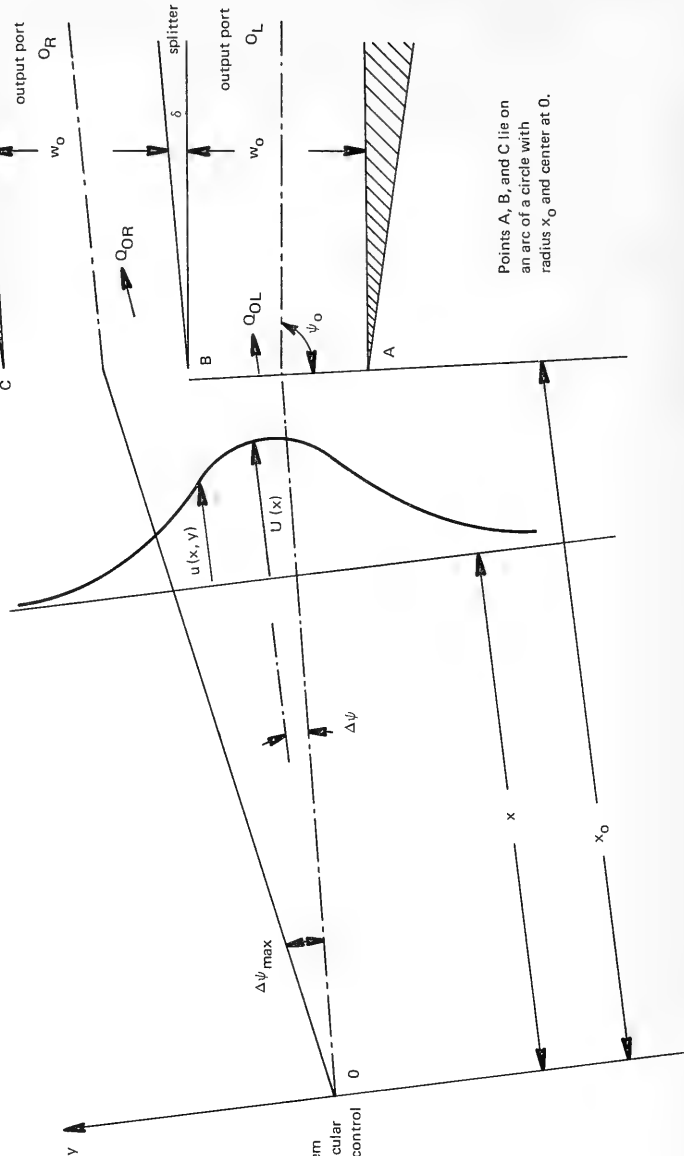 output port
O_R
C
w_o
splitter
δ
Q_OR
output port
O_L
w_o
B
Q_OL
ψ_o
A
u (x, y)
U (x)
Points A, B, and C lie on
an arc of a circle with
radius x_o and center at 0.
Δψ
Δψ_max
x
x_o
0
y
em
cular
control